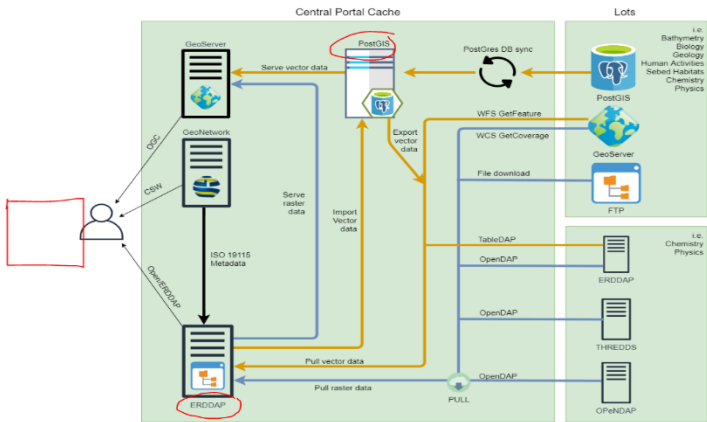 Central Portal Cache
Lots
GeoServer
PostGIS
PostGres DB sync
Serve vector data
i.e.
Bathymetry
Biology
Geology
Human Activities
Sebed Habitats
Chemistry
Physics
PostGIS
WFS GetFeature
WCS GetCoverage
GeoServer
OGC
GeoNetwork
Export
vector
data
File download
FTP
CSW
Serve
raster
data
Import
Vector
data
ISO 19115
Metadata
TableDAP
OpenDAP
i.e.
Chemistry
Physics
ERDDAP
Open/ERDDAP
OpenDAP
THREDDS
Pull vector data
Pull raster data
PULL
OpenDAP
ERDDAP
OPeNDAP